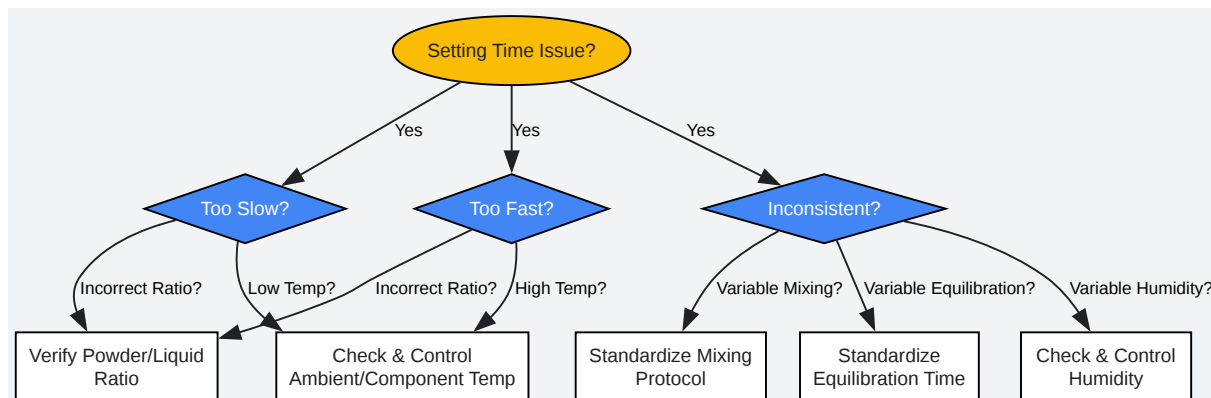 Setting Time Issue?
Yes
Yes
Yes
Too Slow?
Too Fast?
Inconsistent?
Incorrect Ratio?
Low Temp?
Incorrect Ratio?
High Temp?
Variable Mixing?
Variable Equilibration?
Variable Humidity?
Verify Powder/Liquid
Ratio
Check & Control
Ambient/Component Temp
Standardize Mixing
Protocol
Standardize
Equilibration Time
Check & Control
Humidity